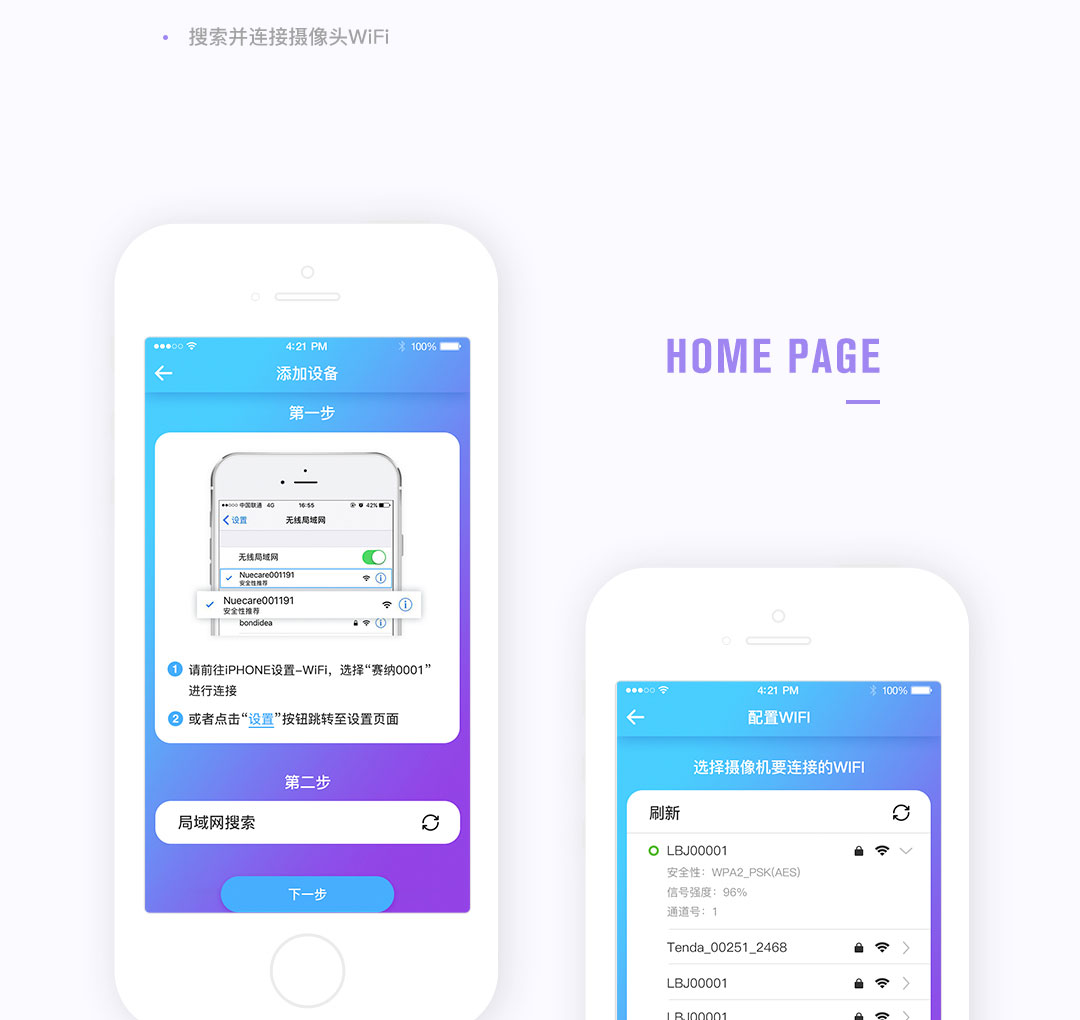 搜索并连接摄像头WiFi
4:21 PM
100%
添加设备
第一步
中国联通 4G
16:55
42%
设置
无线局域网
无线局域网
Nuecare001191
安全性推荐
Nuecare001191
安全性推荐
bondidea
1 请前往iPHONE设置-WiFi，选择“赛纳0001”
进行连接
2 或者点击“设置”按钮跳转至设置页面
第二步
局域网搜索
下一步
HOME PAGE
4:21 PM
100%
配置WIFI
选择摄像机要连接的WIFI
刷新
LBJ00001
安全性：WPA2_PSK(AES)
信号强度：96%
通道号：1
Tenda_00251_2468
LBJ00001
LBJ00001